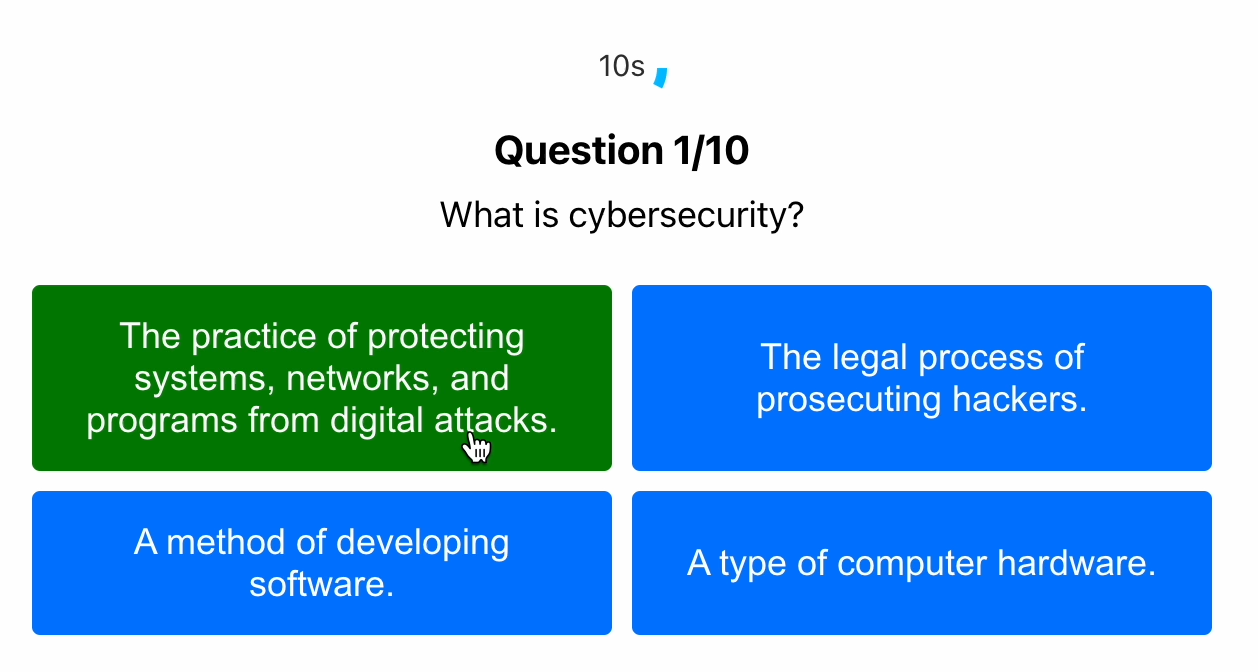 10s
Question 1/10
What is cybersecurity?
The practice of protecting
systems, networks, and
programs from digital attacks.
The legal process of
prosecuting hackers.
A method of developing
software.
A type of computer hardware.